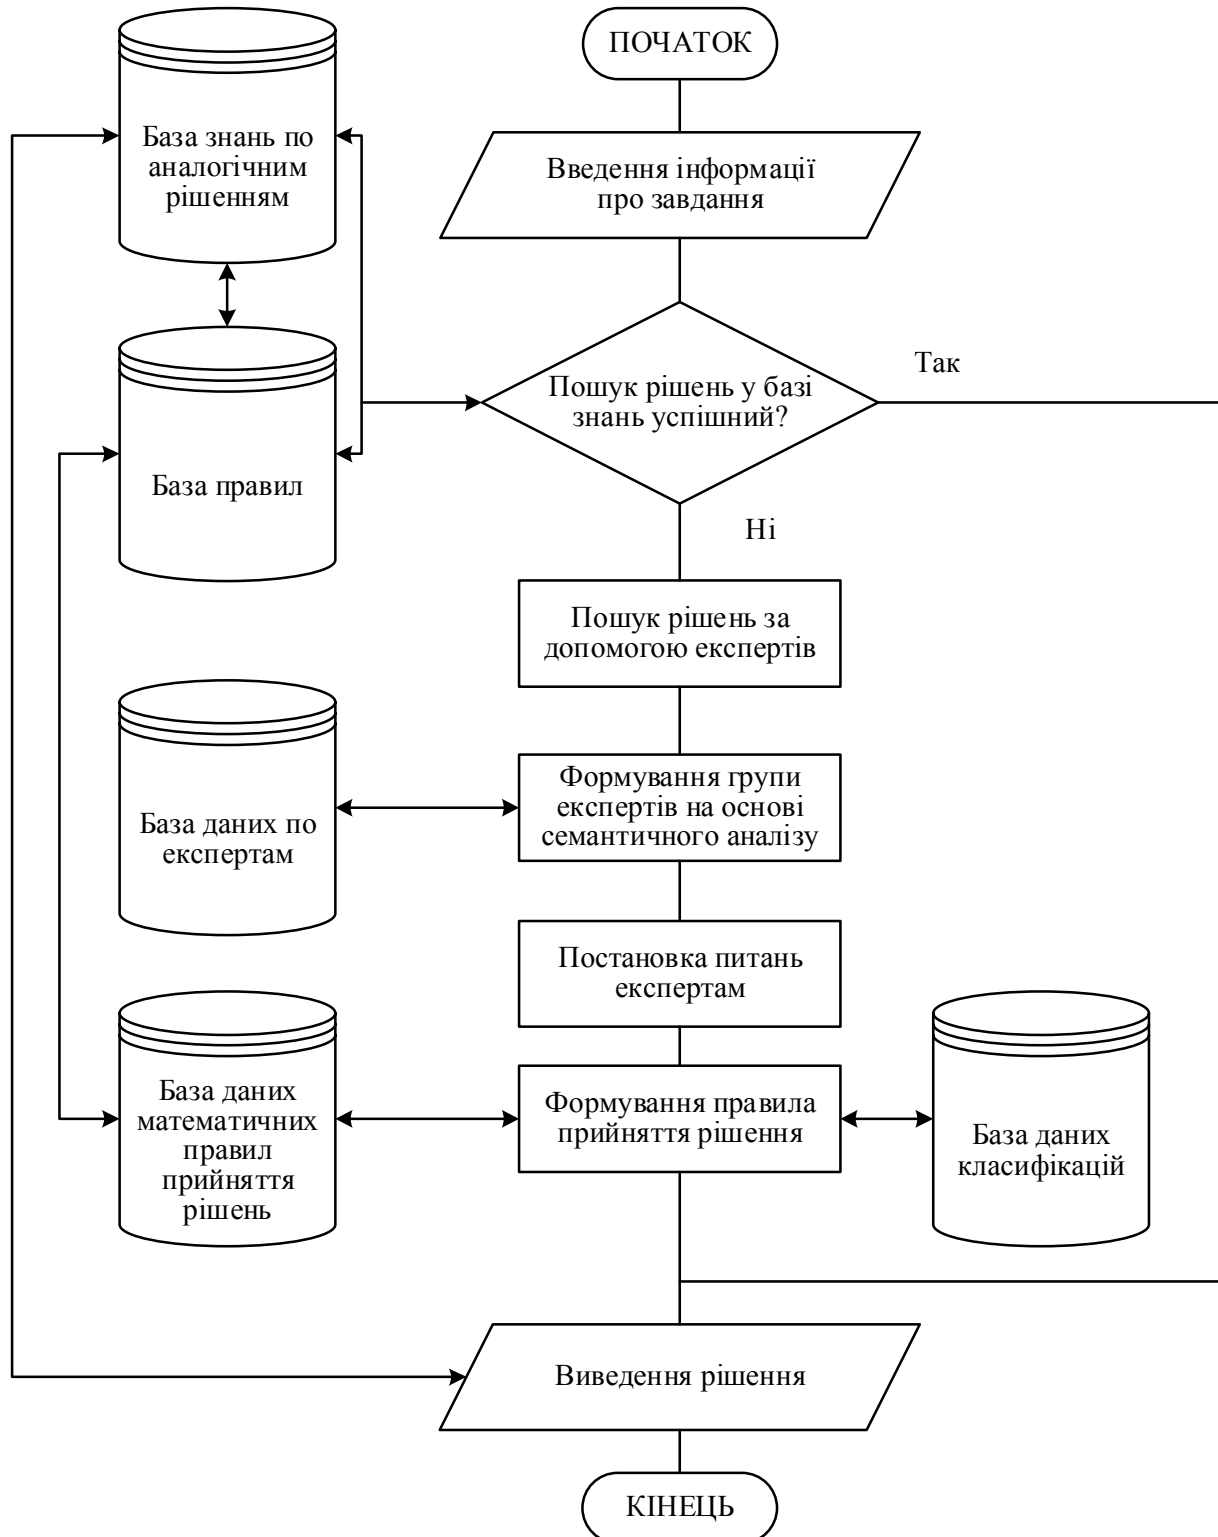 ПОЧАТОК
База знань по
аналогічним
рішенням
Введення інформації
про завдання
Пошук рішень у базі
знань успішний?
Так
База правил
Ні
Пошук рішень за
допомогою експертів
База даних по
експертам
Формування групи
експертів на основі
семантичного аналізу
Постановка питань
експертам
База даних
математичних
правил
прийняття
рішень
Формування правила
прийняття рішення
База даних
класифікацій
Виведення рішення
КІНЕЦЬ